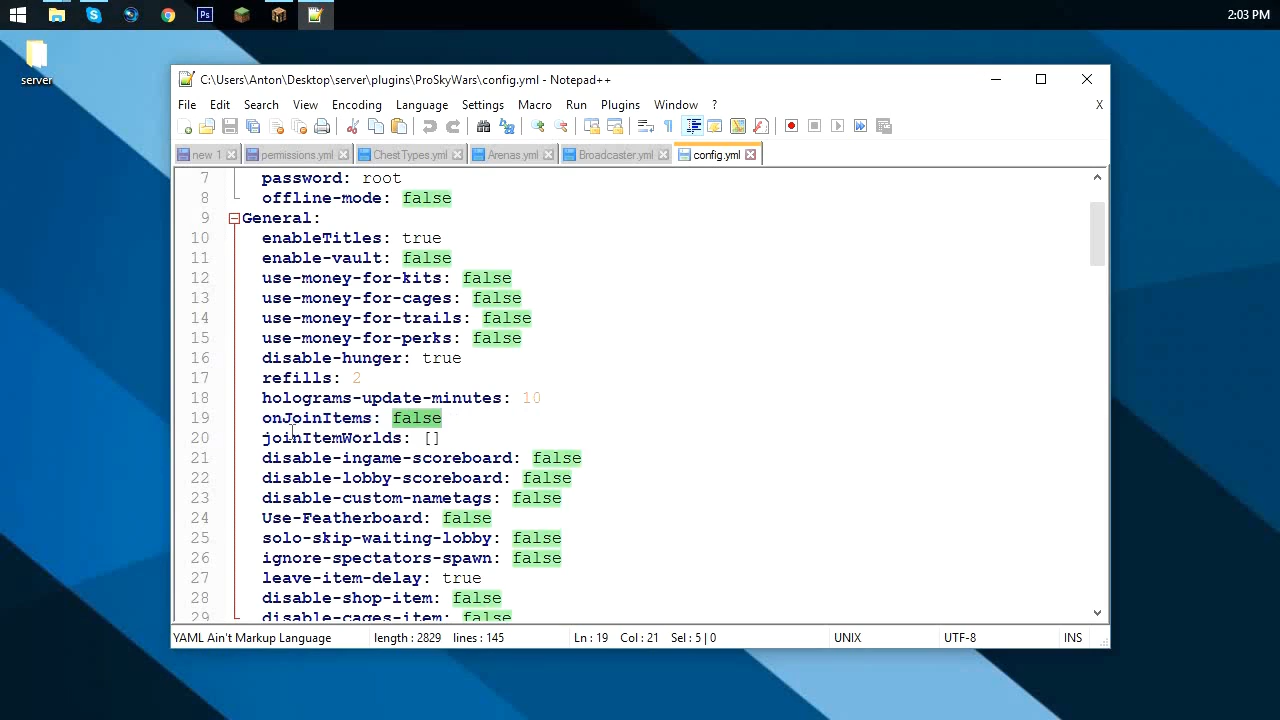 Ps
2:03 PM
server
C:\Users\Anton\Desktop\server\plugins\ProSkyWars\config.yml - Notepad++
File Edit Search View Encoding Language Settings Macro Run Plugins Window ? X
new 1 permissions.yml ChestTypes.yml Arenas.yml Broadcaster.yml config.yml
7 password: root
8 offline-mode: false
9 General:
10 enableTitles: true
11 enable-vault: false
12 use-money-for-kits: false
13 use-money-for-cages: false
14 use-money-for-trails: false
15 use-money-for-perks: false
16 disable-hunger: true
17 refills: 2
18 holograms-update-minutes: 10
19 onJoinItems: false
20 joinItemWorlds: []
21 disable-ingame-scoreboard: false
22 disable-lobby-scoreboard: false
23 disable-custom-nametags: false
24 Use-Featherboard: false
25 solo-skip-waiting-lobby: false
26 ignore-spectators-spawn: false
27 leave-item-delay: true
28 disable-shop-item: false
29 disable-cages-item: false
YAML Ain't Markup Language length : 2829 lines : 145 Ln : 19 Col : 21 Sel : 5 | 0 UNIX UTF-8 INS